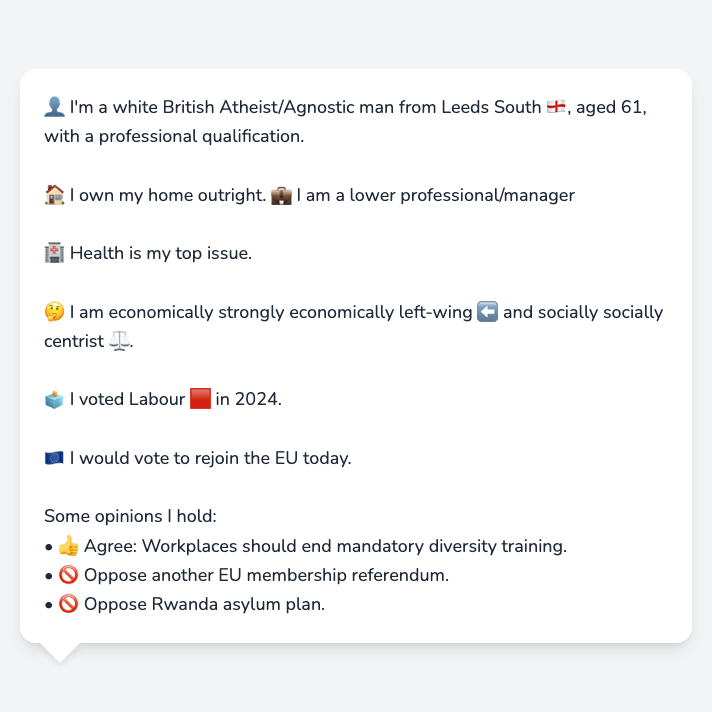 👤 I'm a white British Atheist/Agnostic man from Leeds South 🏴󠁧󠁢󠁥󠁮󠁧󠁿, aged 61,
with a professional qualification.
🏠 I own my home outright. 💼 I am a lower professional/manager
🏥 Health is my top issue.
🤔 I am economically strongly economically left-wing ⬅️ and socially socially
centrist ⚖️.
🗳️ I voted Labour 🟥 in 2024.
🇪🇺 I would vote to rejoin the EU today.
Some opinions I hold:
• 👍 Agree: Workplaces should end mandatory diversity training.
• 🚫 Oppose another EU membership referendum.
• 🚫 Oppose Rwanda asylum plan.